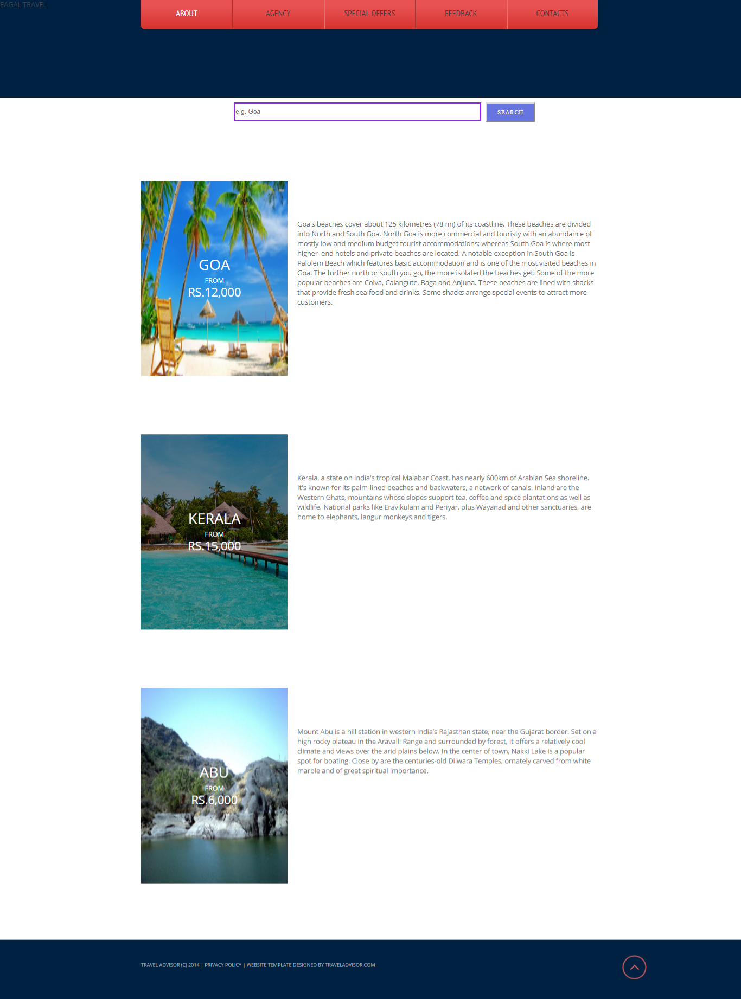 EAGAL TRAVEL
ABOUT
AGENCY
SPECIAL OFFERS
FEEDBACK
CONTACTS
e.g. Goa
SEARCH
GOA
FROM
RS.12,000
Goa's beaches cover about 125 kilometres (78 mi) of its coastline. These beaches are divided
into North and South Goa. North Goa is more commercial and touristy with an abundance of
mostly low and medium budget tourist accommodations; whereas South Goa is where most
higher–end hotels and private beaches are located. A notable exception in South Goa is
Palolem Beach which features basic accommodation and is one of the most visited beaches in
Goa. The further north or south you go, the more isolated the beaches get. Some of the more
popular beaches are Colva, Calangute, Baga and Anjuna. These beaches are lined with shacks
that provide fresh sea food and drinks. Some shacks arrange special events to attract more
customers.
KERALA
FROM
RS.15,000
Kerala, a state on India's tropical Malabar Coast, has nearly 600km of Arabian Sea shoreline.
It's known for its palm-lined beaches and backwaters, a network of canals. Inland are the
Western Ghats, mountains whose slopes support tea, coffee and spice plantations as well as
wildlife. National parks like Eravikulam and Periyar, plus Wayanad and other sanctuaries, are
home to elephants, langur monkeys and tigers.
ABU
FROM
RS.6,000
Mount Abu is a hill station in western India’s Rajasthan state, near the Gujarat border. Set on a
high rocky plateau in the Aravalli Range and surrounded by forest, it offers a relatively cool
climate and views over the arid plains below. In the center of town, Nakki Lake is a popular
spot for boating. Close by are the centuries-old Dilwara Temples, ornately carved from white
marble and of great spiritual importance.
TRAVEL ADVISOR (C) 2014 | PRIVACY POLICY | WEBSITE TEMPLATE DESIGNED BY TRAVELADVISOR.COM